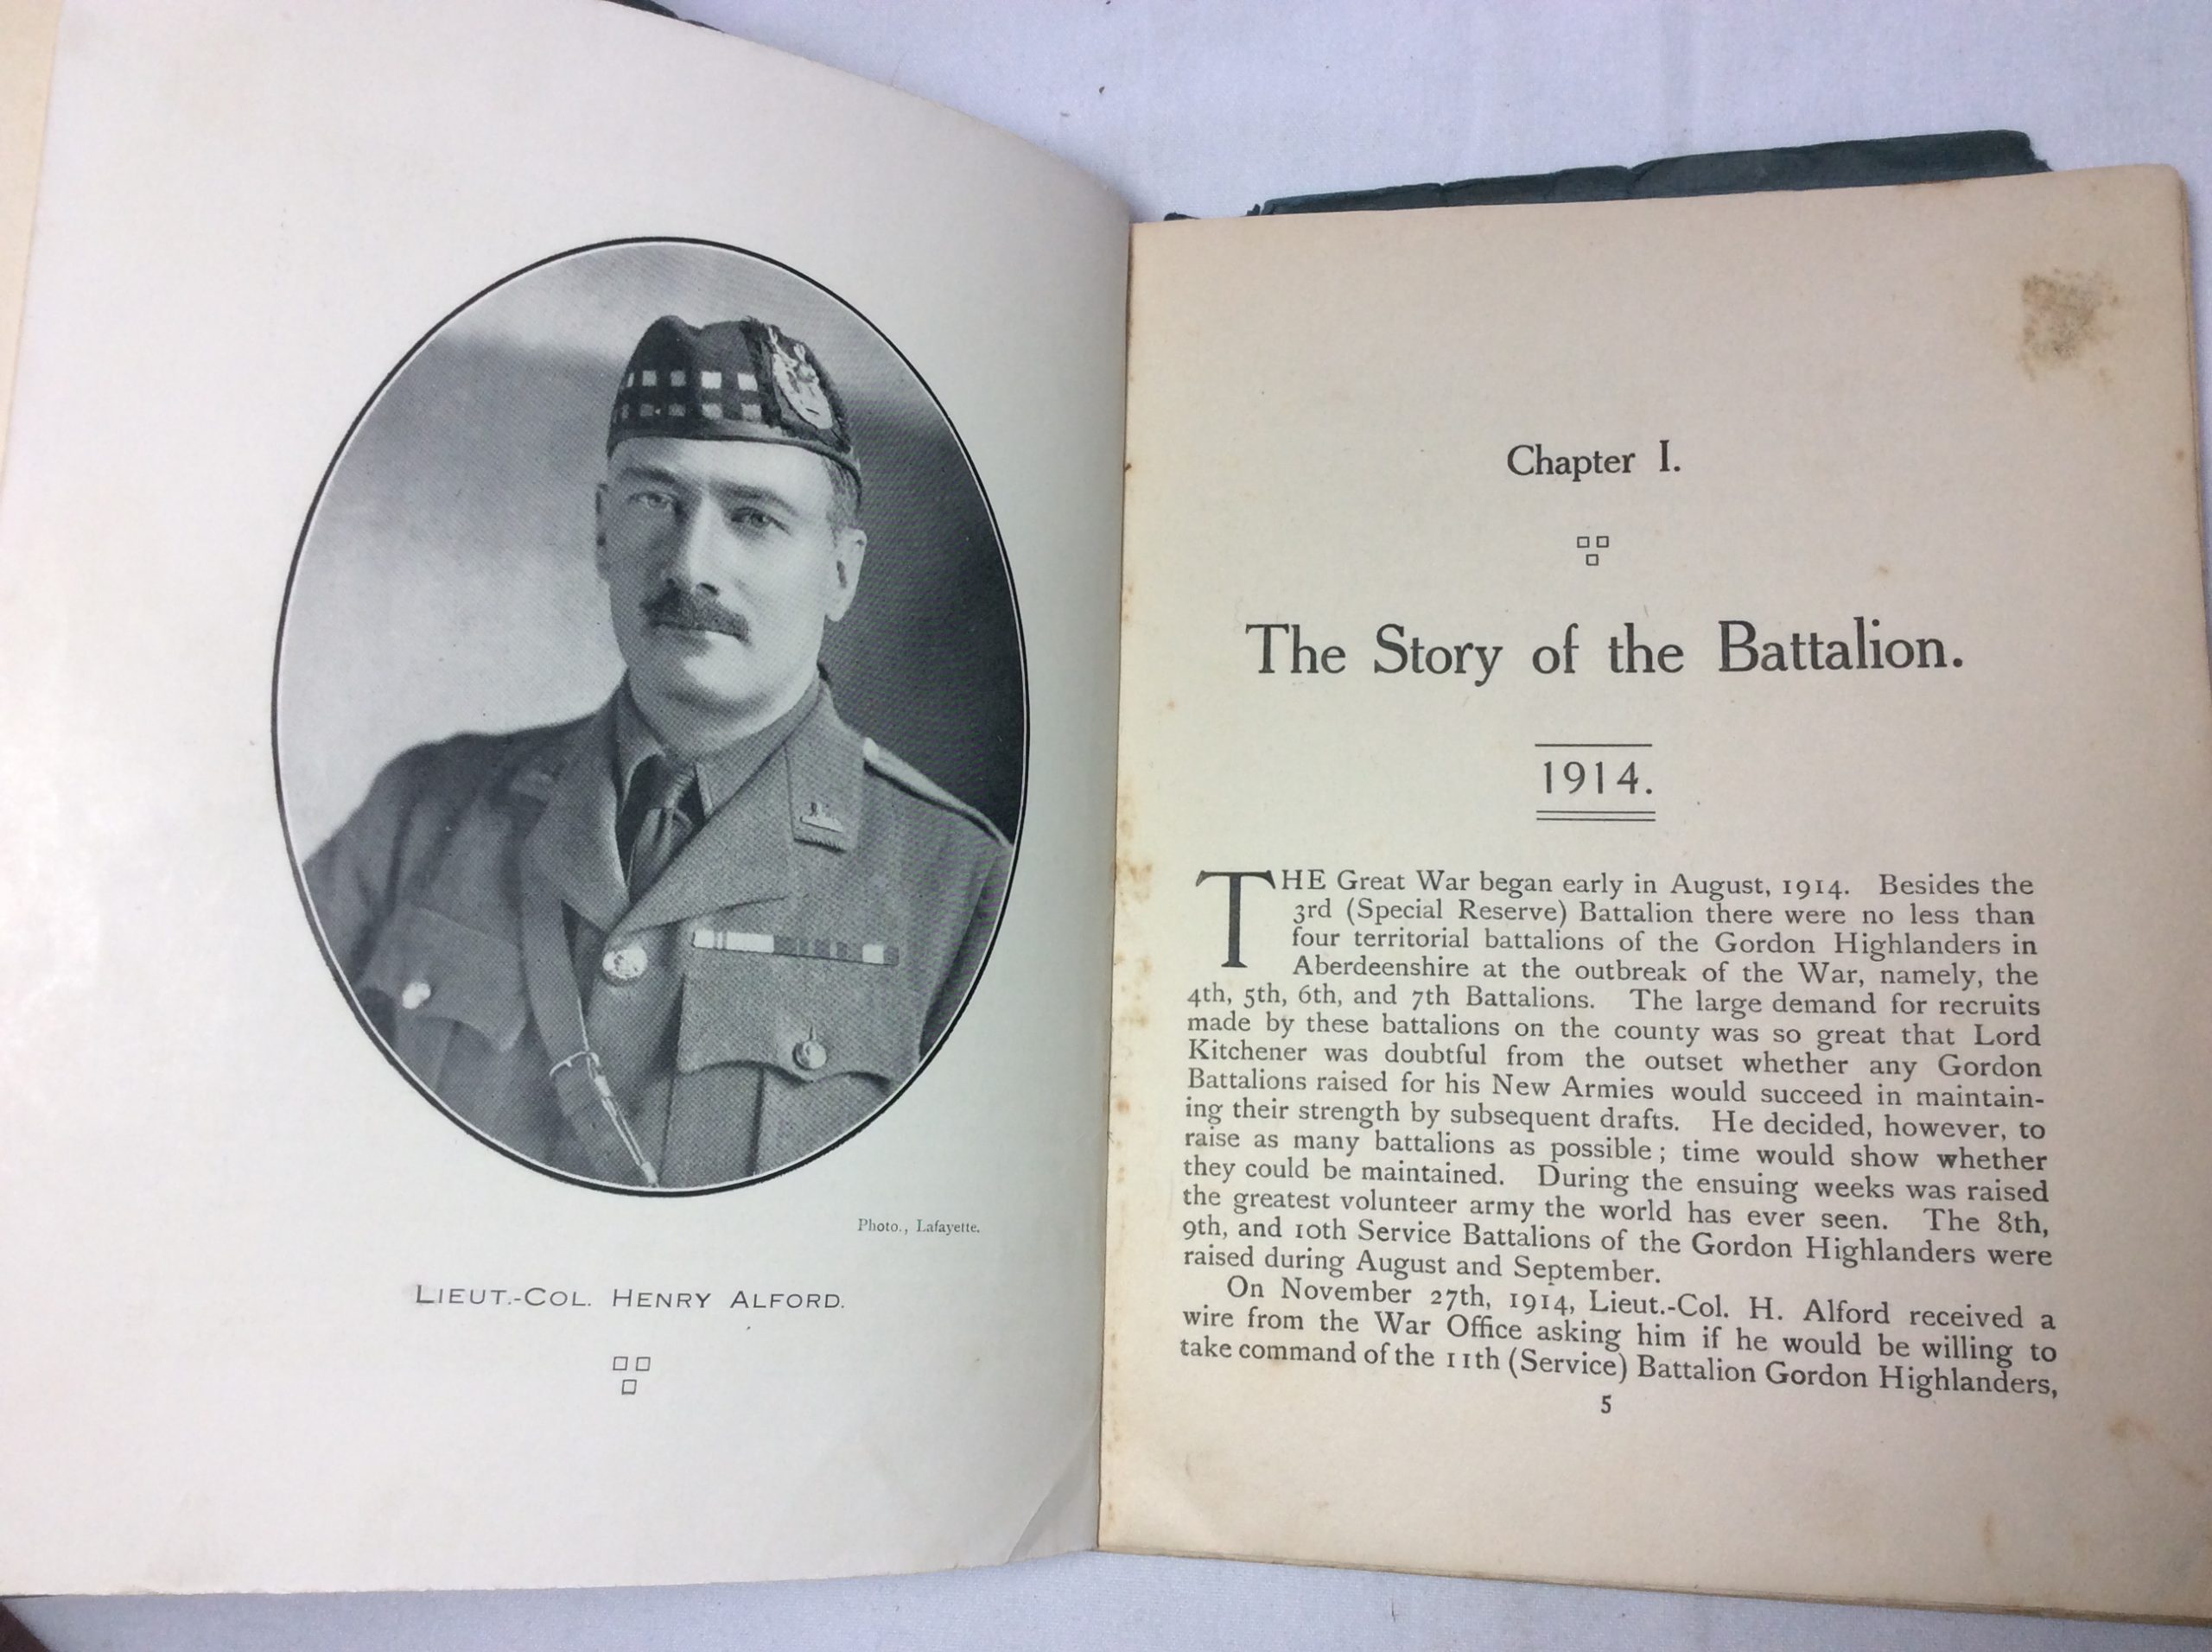 Photo., Lafayette.
LIEUT.-COL. HENRY ALFORD.
Chapter I.
The Story of the Battalion.
1914.
THE Great War began early in August, 1914. Besides the
3rd (Special Reserve) Battalion there were no less than
four territorial battalions of the Gordon Highlanders in
Aberdeenshire at the outbreak of the War, namely, the
4th, 5th, 6th, and 7th Battalions. The large demand for recruits
made by these battalions on the county was so great that Lord
Kitchener was doubtful from the outset whether any Gordon
Battalions raised for his New Armies would succeed in maintain-
ing their strength by subsequent drafts. He decided, however, to
raise as many battalions as possible; time would show whether
they could be maintained. During the ensuing weeks was raised
the greatest volunteer army the world has ever seen. The 8th,
9th, and 10th Service Battalions of the Gordon Highlanders were
raised during August and September.
On November 27th, 1914, Lieut.-Col. H. Alford received a
wire from the War Office asking him if he would be willing to
take command of the 11th (Service) Battalion Gordon Highlanders,
5